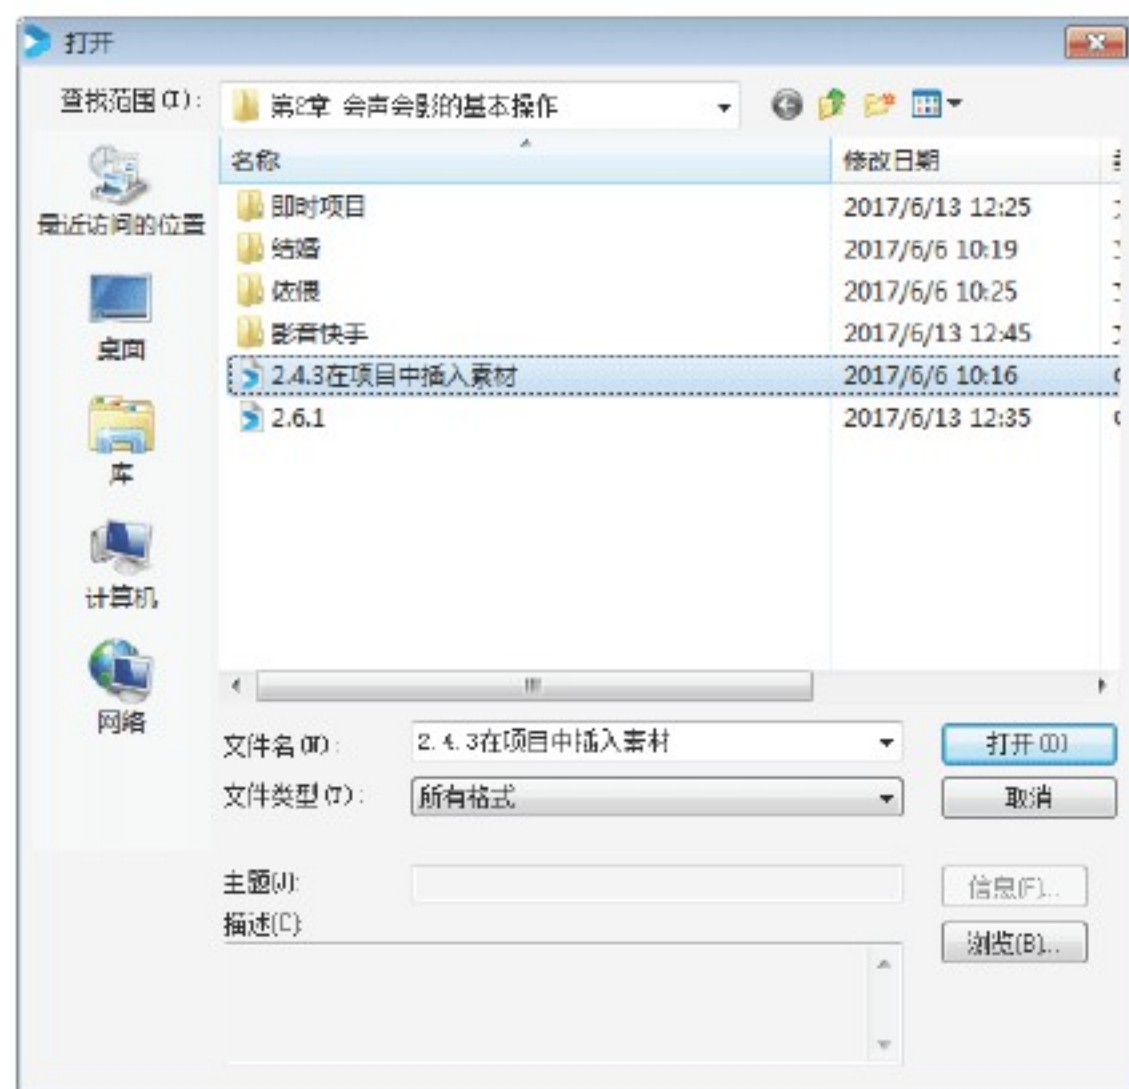 打开
查找范围(I):
第2章 会声会影的基本操作
名称
修改日期
最近访问的位置
桌面
库
计算机
网络
即时项目
2017/6/13 12:25
结婚
2017/6/6 10:19
依偎
2017/6/6 10:25
影音快手
2017/6/13 12:45
2.4.3在项目中插入素材
2017/6/6 10:16
2.6.1
2017/6/13 12:35
文件名(N):
2.4.3在项目中插入素材
打开(O)
文件类型(T):
所有格式
取消
主题(J):
信息(F)...
描述(C):
浏览(B)...